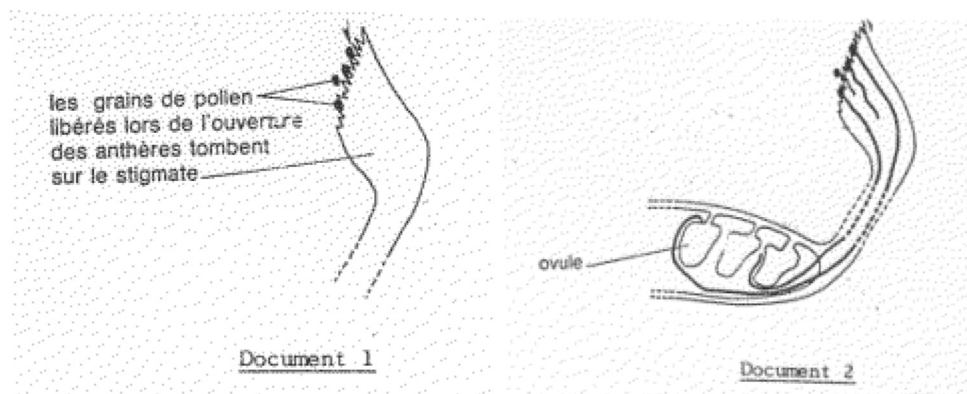 les grains de pollen
libérés lors de l'ouverture
des anthères tombent
sur le stigmate
Document 1
ovule
Document 2